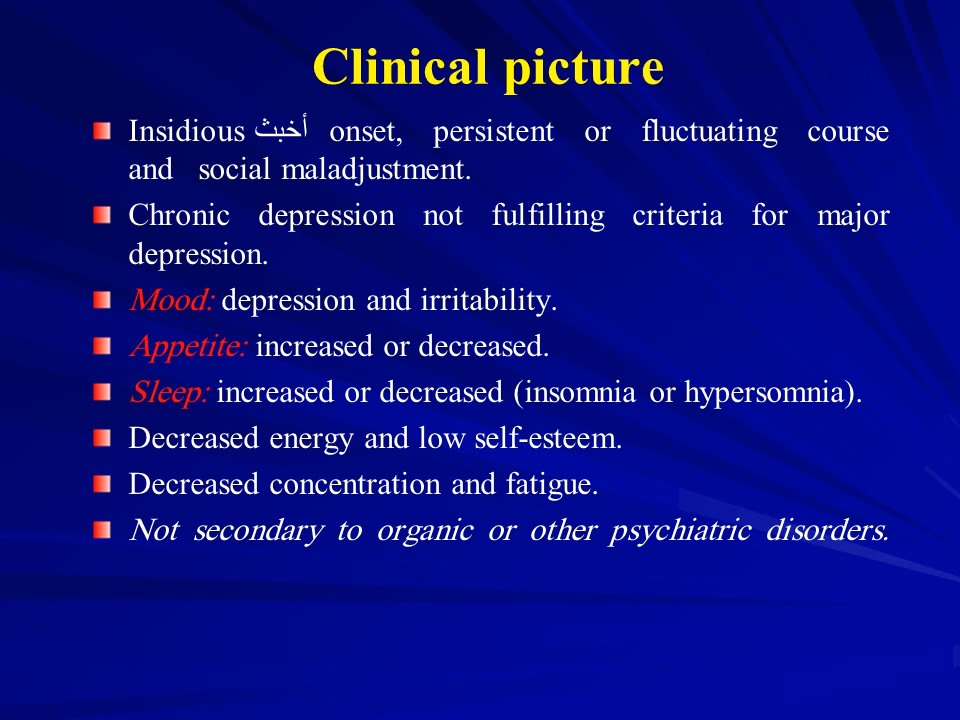 Clinical picture
Insidious أخبث onset, persistent or fluctuating course
and social maladjustment.
Chronic depression not fulfilling criteria for major
depression.
Mood: depression and irritability.
Appetite: increased or decreased.
Sleep: increased or decreased (insomnia or hypersomnia).
Decreased energy and low self-esteem.
Decreased concentration and fatigue.
Not secondary to organic or other psychiatric disorders.